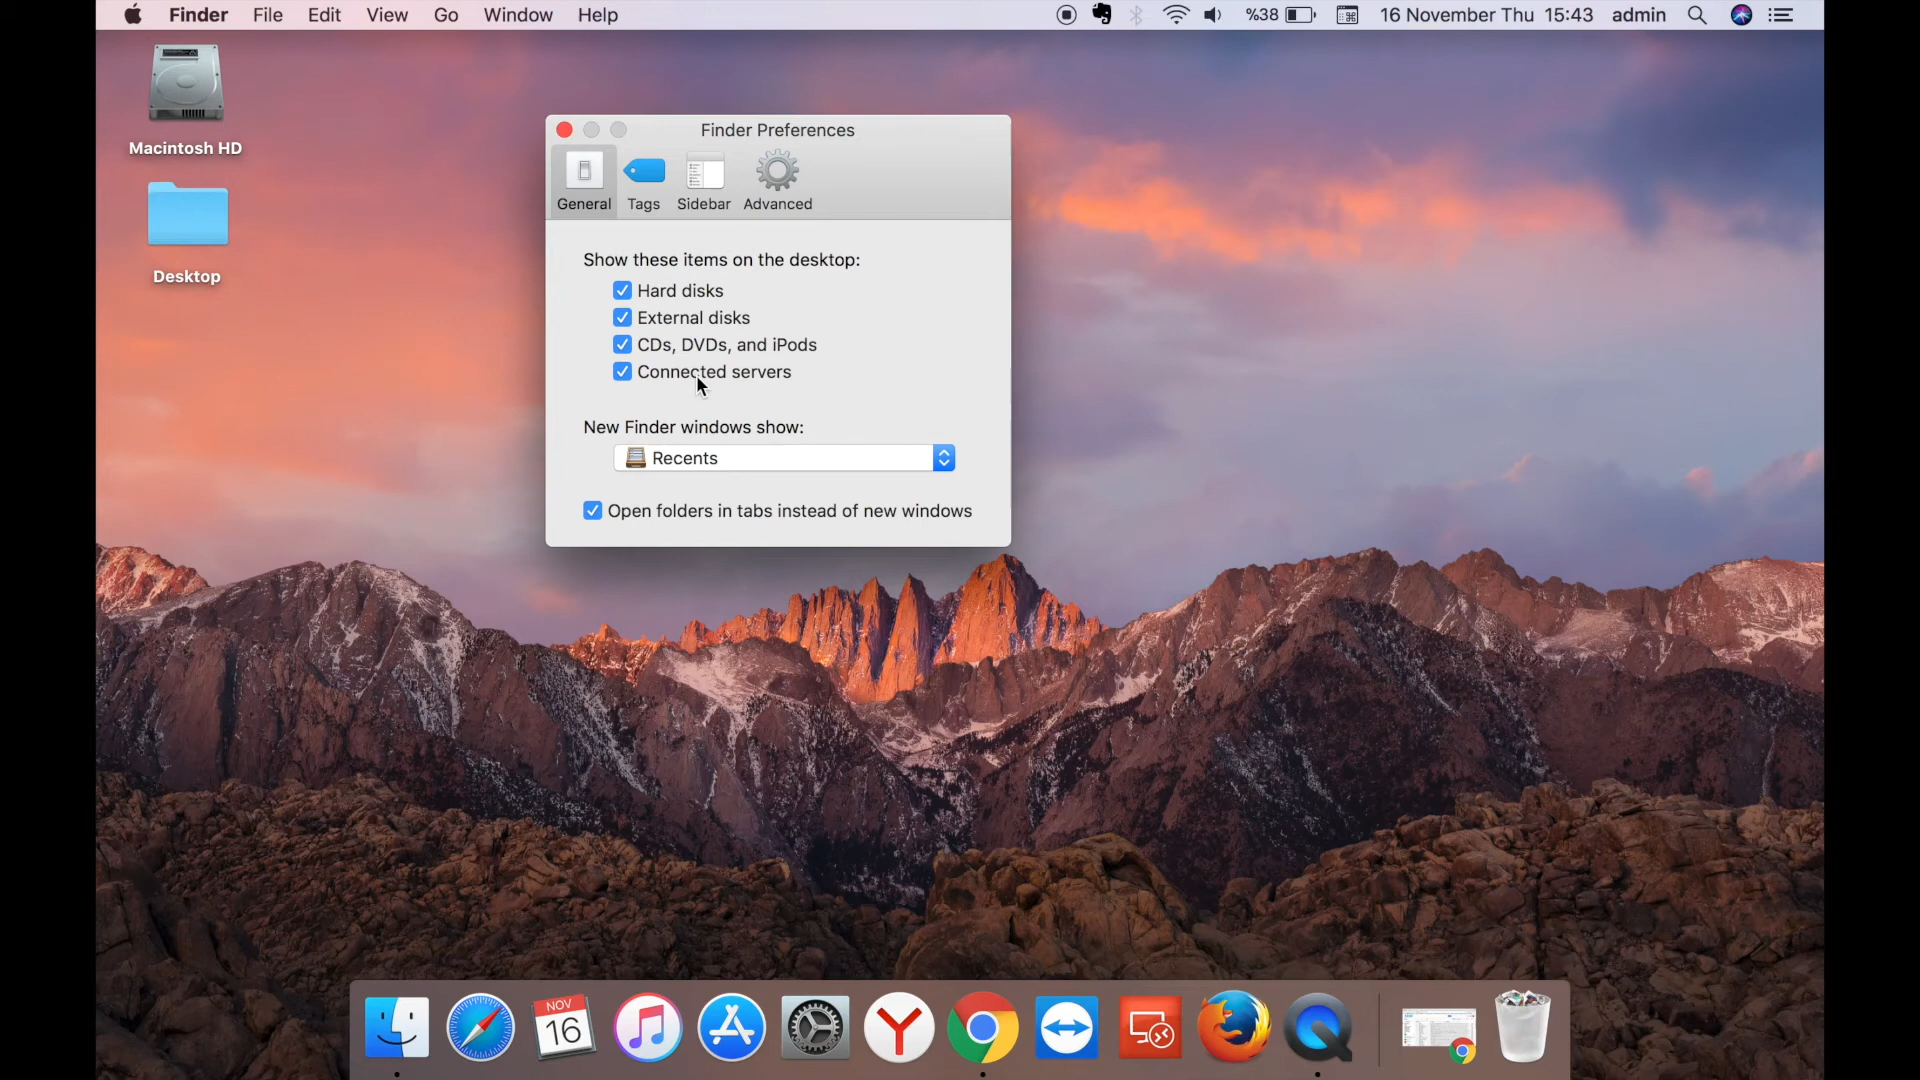 Finder File Edit View Go Window Help %38 16 November Thu 15:43 admin
Macintosh HD
Desktop
Finder Preferences
General Tags Sidebar Advanced
Show these items on the desktop:
Hard disks
External disks
CDs, DVDs, and iPods
Connected servers
New Finder windows show:
Recents
Open folders in tabs instead of new windows
NOV
16